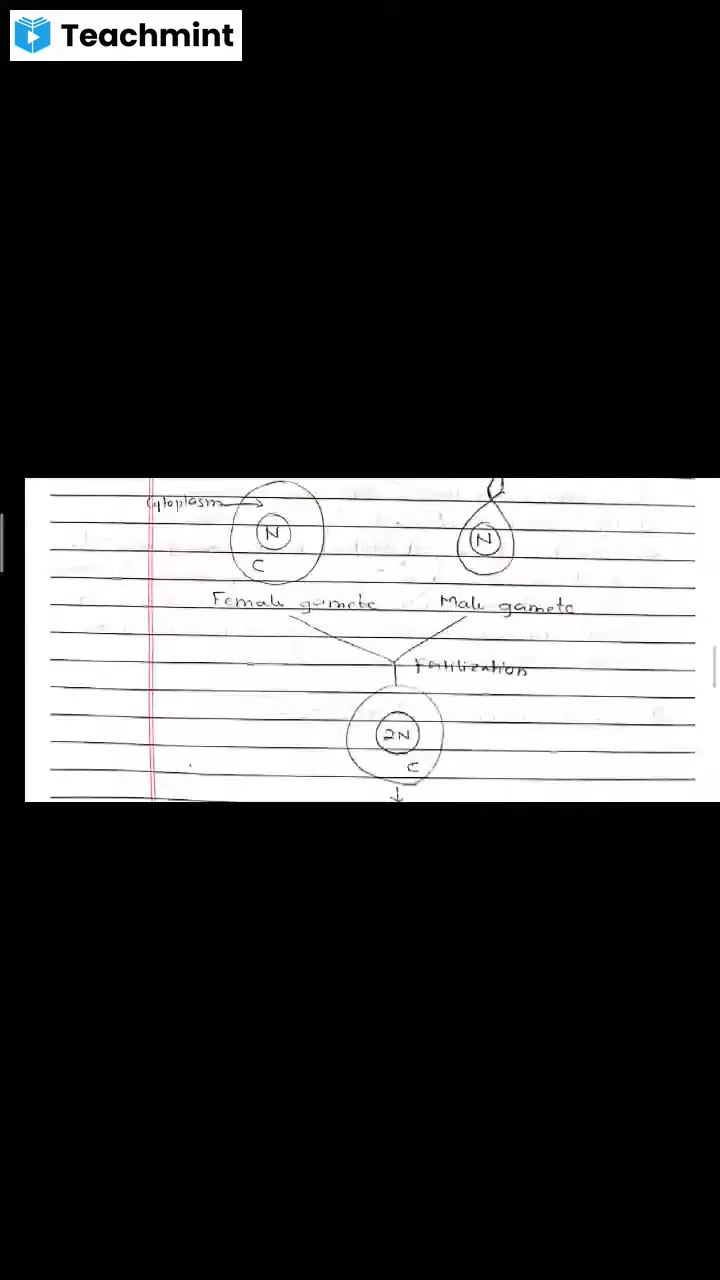 Teachmint
Cytoplasm
N
N
C
Female gamete Male gamete
Fertilization
2N
C